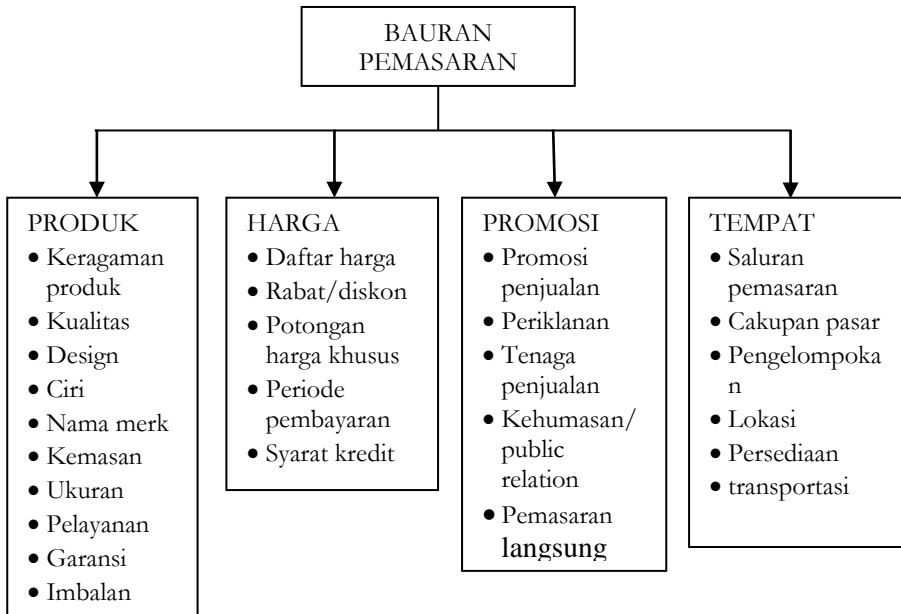 BAURAN
PEMASARAN
PRODUK
• Keragaman
produk
• Kualitas
• Design
• Ciri
• Nama merk
• Kemasan
• Ukuran
• Pelayanan
• Garansi
• Imbalan
HARGA
• Daftar harga
• Rabat/diskon
• Potongan
harga khusus
• Periode
pembayaran
• Syarat kredit
PROMOSI
• Promosi
penjualan
• Periklanan
• Tenaga
penjualan
• Kehumasan/
public
relation
• Pemasaran
langsung
TEMPAT
• Saluran
pemasaran
• Cakupan pasar
• Pengelompoka
n
• Lokasi
• Persediaan
• transportasi